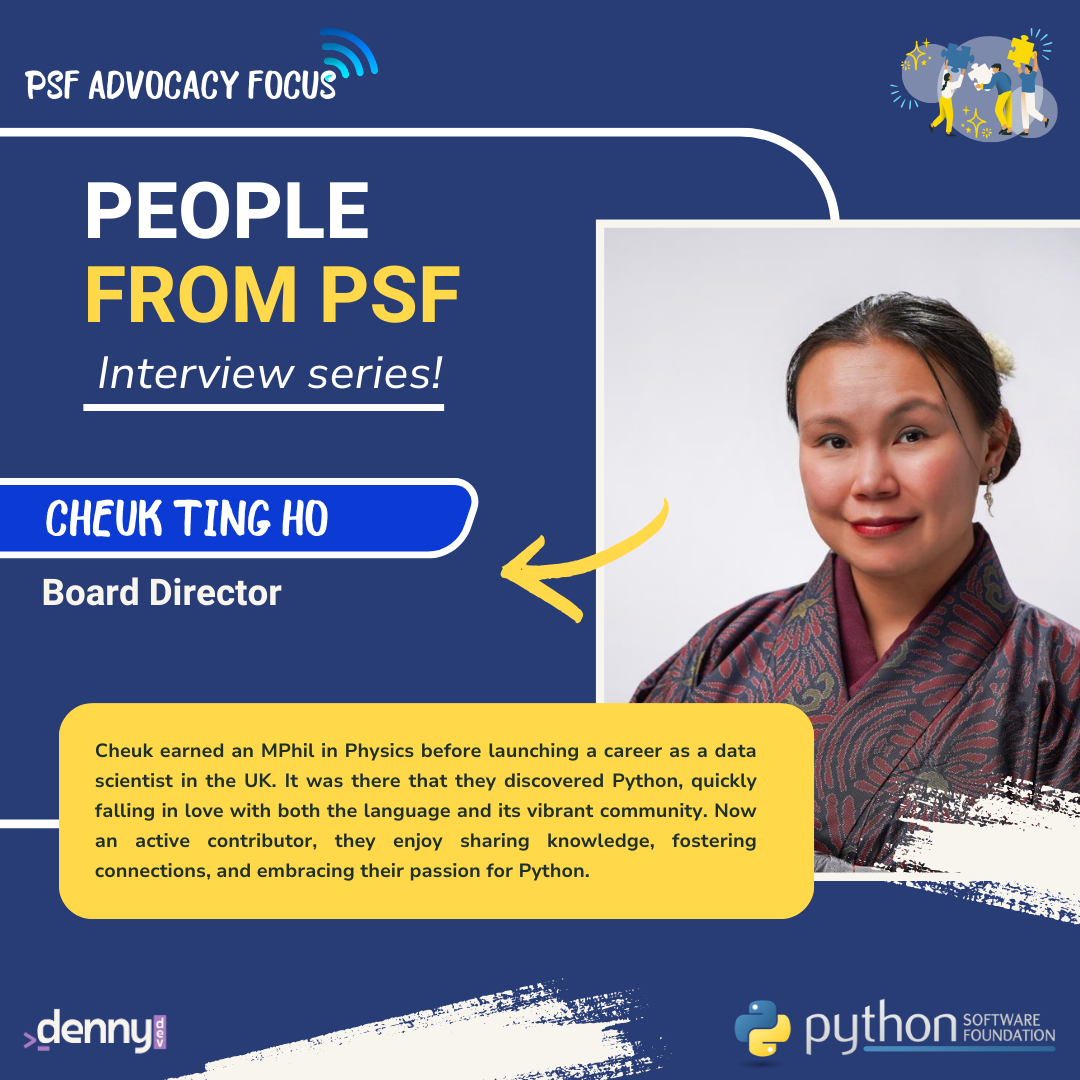 PSF ADVOCACY FOCUS
PEOPLE
FROM PSF
Interview series!
CHEUK TING HO
Board Director
Cheuk earned an MPhil in Physics before launching a career as a data
scientist in the UK. It was there that they discovered Python, quickly
falling in love with both the language and its vibrant community. Now
an active contributor, they enjoy sharing knowledge, fostering
connections, and embracing their passion for Python.
>_denny dev
python SOFTWARE
FOUNDATION